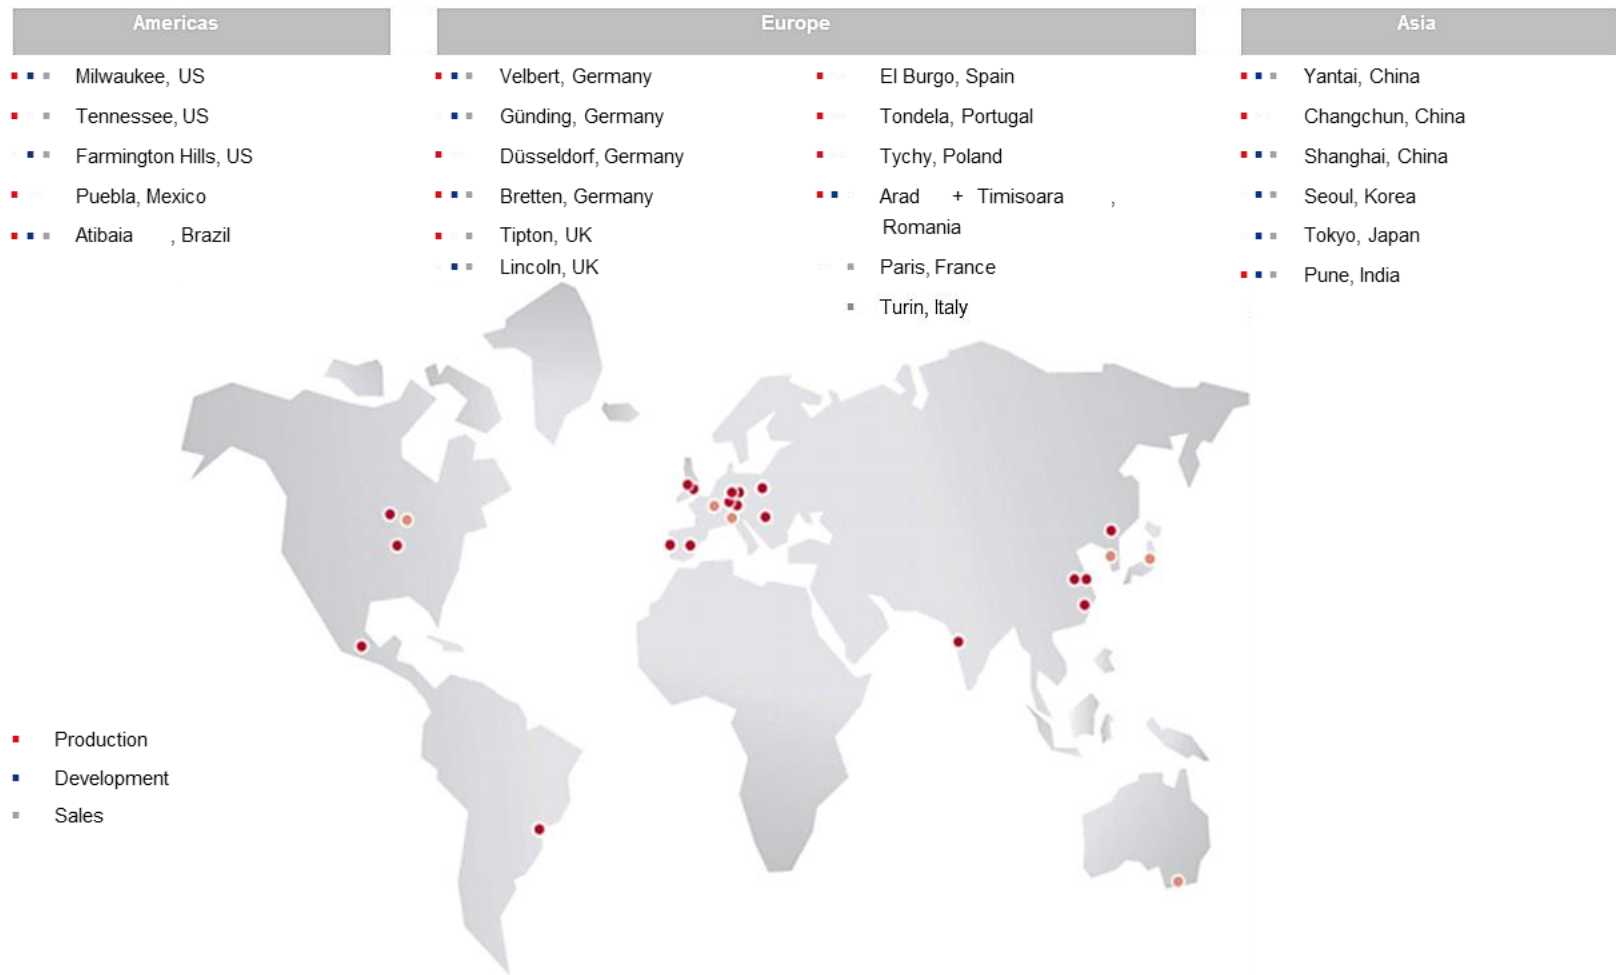 Americas
Europe
Asia
Milwaukee, US
Tennessee, US
Farmington Hills, US
Puebla, Mexico
Atibaia , Brazil
Velbert, Germany
Günding, Germany
Düsseldorf, Germany
Bretten, Germany
Tipton, UK
Lincoln, UK
El Burgo, Spain
Tondela, Portugal
Tychy, Poland
Arad + Timisoara ,
Romania
Paris, France
Turin, Italy
Yantai, China
Changchun, China
Shanghai, China
Seoul, Korea
Tokyo, Japan
Pune, India
Production
Development
Sales